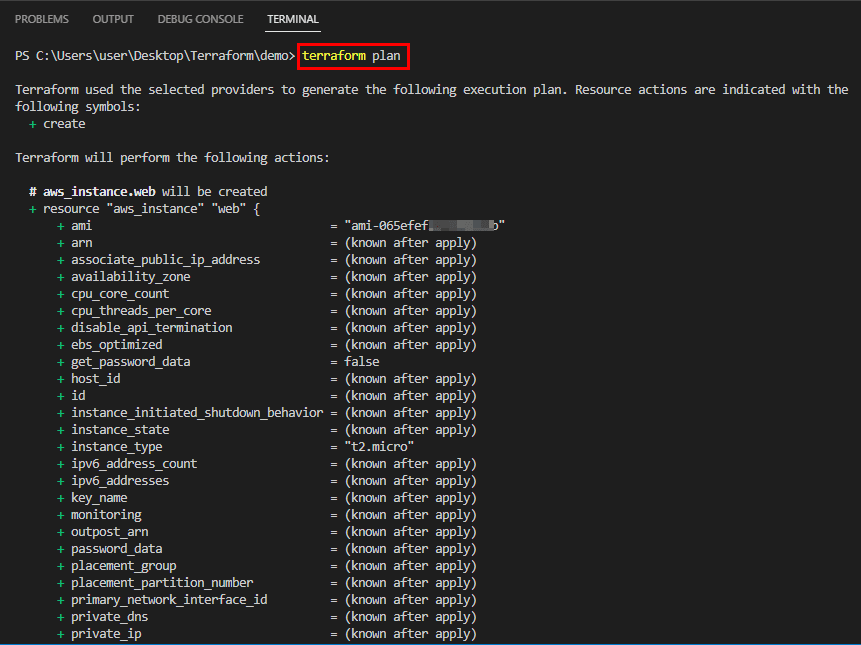 PROBLEMS OUTPUT DEBUG CONSOLE TERMINAL
PS C:\Users\user\Desktop\Terraform\demo> terraform plan
Terraform used the selected providers to generate the following execution plan. Resource actions are indicated with the
following symbols:
+ create
Terraform will perform the following actions:
# aws_instance.web will be created
+ resource "aws_instance" "web" {
+ ami = "ami-065efef b"
+ arn = (known after apply)
+ associate_public_ip_address = (known after apply)
+ availability_zone = (known after apply)
+ cpu_core_count = (known after apply)
+ cpu_threads_per_core = (known after apply)
+ disable_api_termination = (known after apply)
+ ebs_optimized = (known after apply)
+ get_password_data = false
+ host_id = (known after apply)
+ id = (known after apply)
+ instance_initiated_shutdown_behavior = (known after apply)
+ instance_state = (known after apply)
+ instance_type = "t2.micro"
+ ipv6_address_count = (known after apply)
+ ipv6_addresses = (known after apply)
+ key_name = (known after apply)
+ monitoring = (known after apply)
+ outpost_arn = (known after apply)
+ password_data = (known after apply)
+ placement_group = (known after apply)
+ placement_partition_number = (known after apply)
+ primary_network_interface_id = (known after apply)
+ private_dns = (known after apply)
+ private_ip = (known after apply)